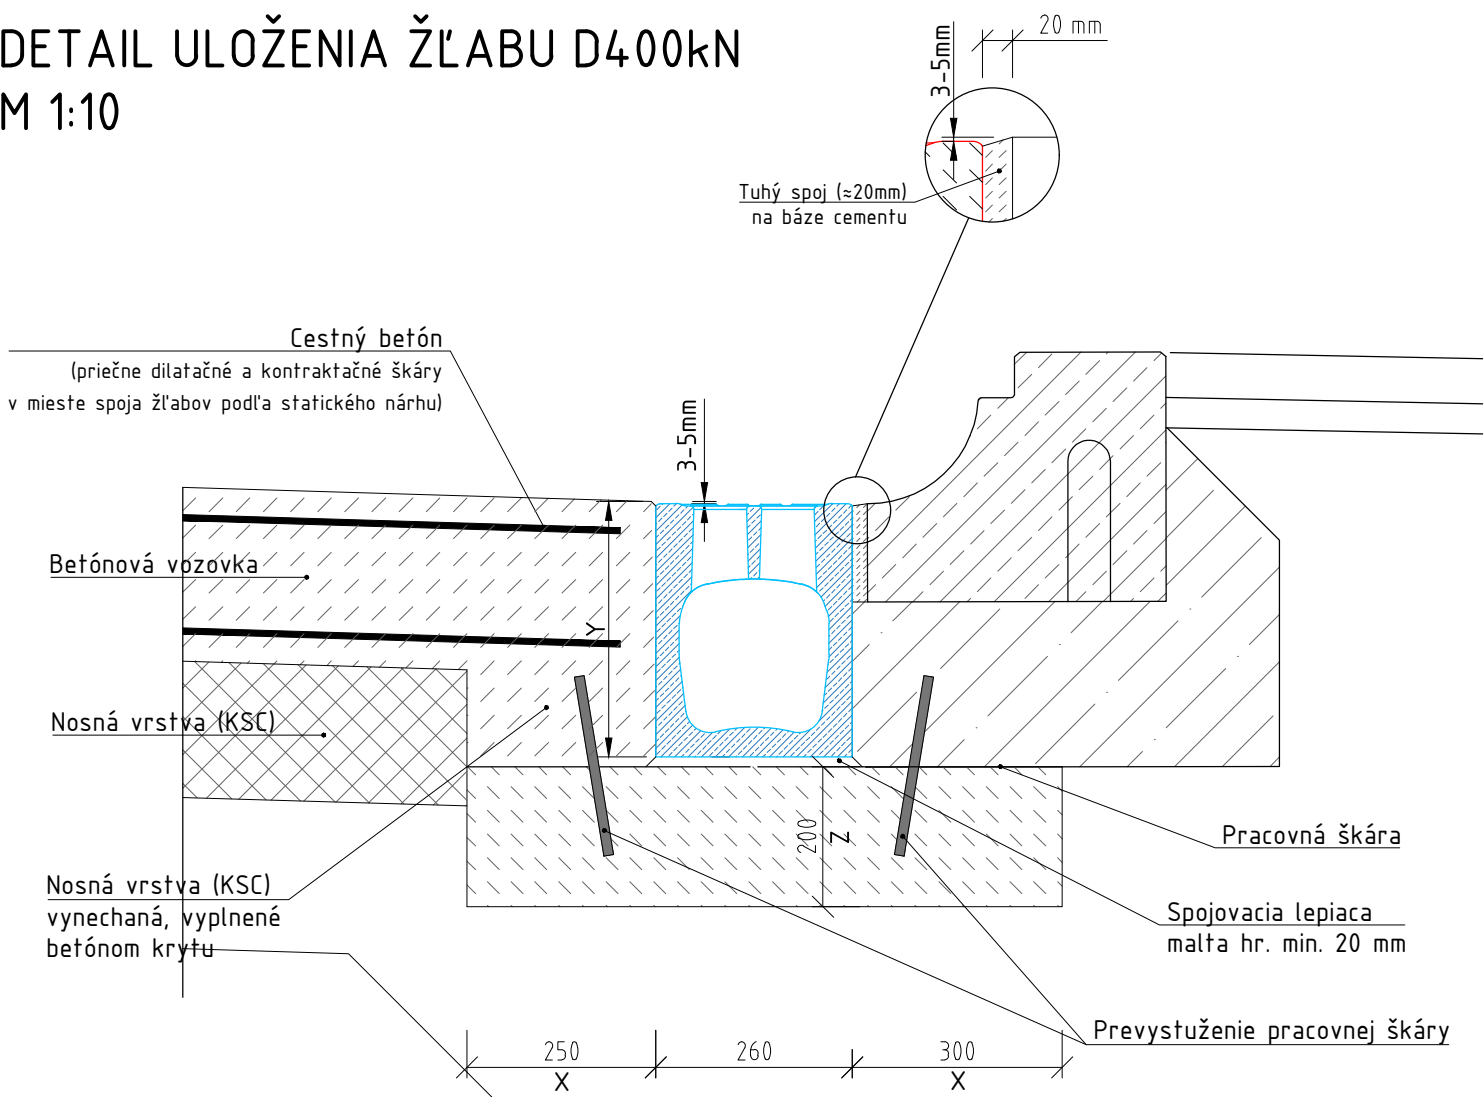 DETAIL ULOŽENIA ŽĽABU D400kN
M 1:10
20 mm
3-5mm
Tuhý spoj (≈20mm)
na báze cementu
Cestný betón
(priečne dilatačné a kontraktačné škáry
v mieste spoja žľabov podľa statického nárhu)
3-5mm
Betónová vozovka
Y
Nosná vrstva (KSC)
200
Z
Pracovná škára
Nosná vrstva (KSC)
vynechaná, vyplnené
betónom krytu
Spojovacia lepiaca
malta hr. min. 20 mm
Prevystuženie pracovnej škáry
250
260
300
X
X